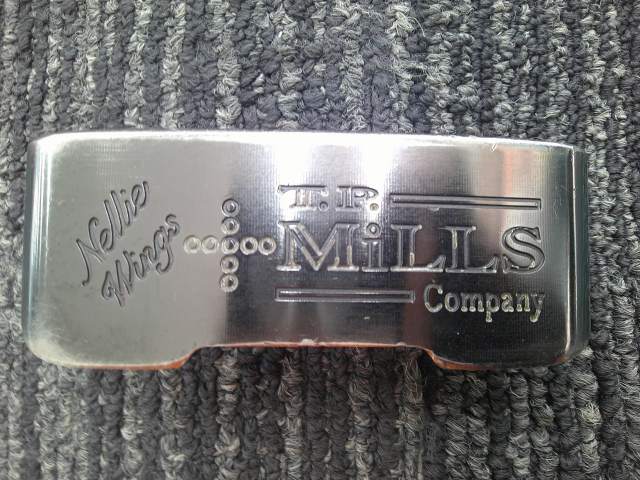 Nellie
Wings
T.P.
MiLLS
Company